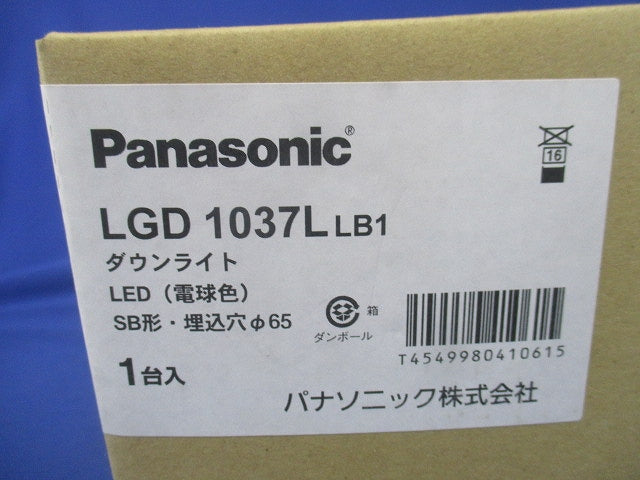 Panasonic®
16
LGD 1037L LB1
ダウンライト
LED（電球色）
SB形・埋込穴φ65
箱
ダンボール
T4549980410615
1台入
パナソニック株式会社